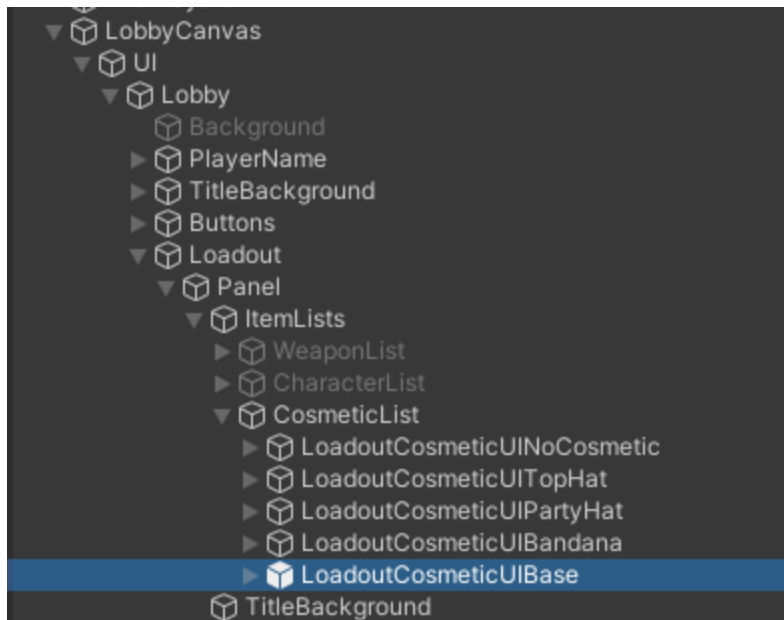 LobbyCanvas
UI
Lobby
Background
PlayerName
TitleBackground
Buttons
Loadout
Panel
ItemLists
WeaponList
CharacterList
CosmeticList
LoadoutCosmeticUINoCosmetic
LoadoutCosmeticUITopHat
LoadoutCosmeticUIPartyHat
LoadoutCosmeticUIBandana
LoadoutCosmeticUIBase
TitleBackground